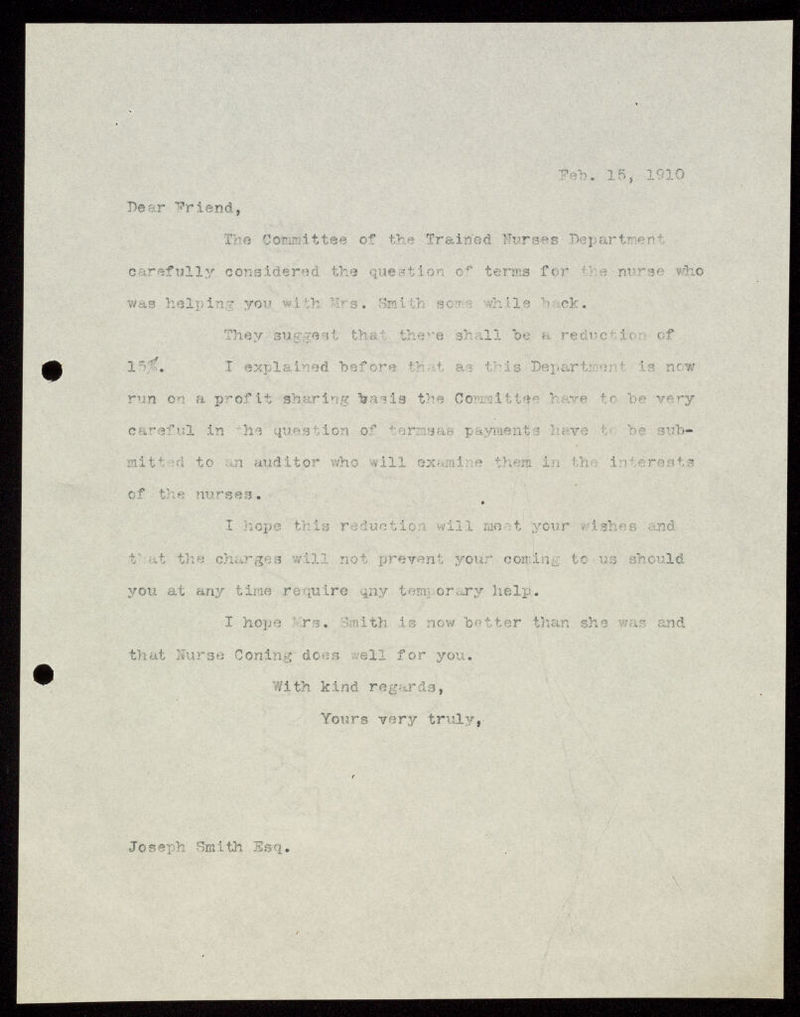 Feb. 15, 1910
Dear Friend,
The Committee of the Trained Nurses Department
carefully considered the question of terms for the nurse who
was helping you with Mrs. Smith some while back.
They suggest that there shall be a reduction of
15%. I explained before that as this Department is now
run on a profit sharing basis the Committee have to be very
careful in the question of termsas payments have to be sub-
mitted to an auditor who will examine them in the interests
of the nurses.
I hope this reduction will meet your wishes and
that the charges will not prevent your coming to us should
you at any time require qny temporary help.
I hope Mrs. Smith is now better than she was and
that Nurse Coning does well for you.
With kind regards,
Yours very truly,
Joseph Smith Esq.